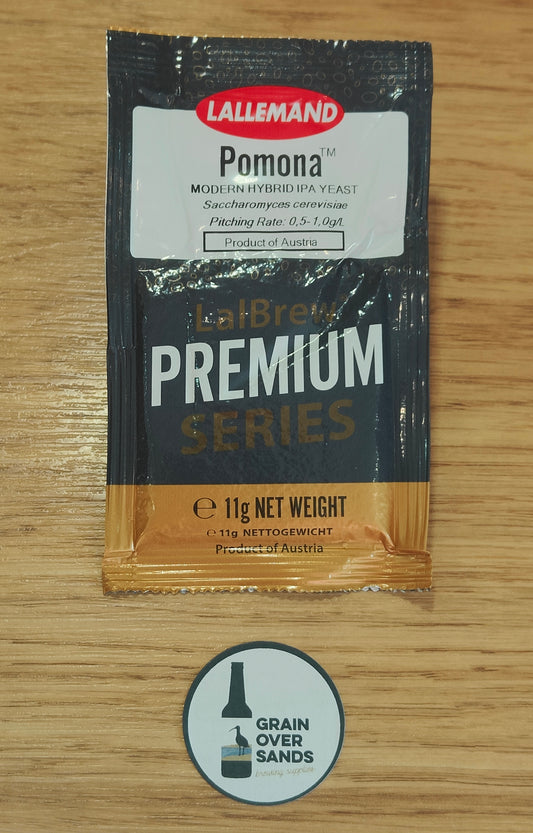 LALLEMAND
Pomona™
MODERN HYBRID IPA YEAST
Saccharomyces cerevisiae
Pitching Rate: 0,5-1,0g/L
Product of Austria
LalBrew®
PREMIUM
SERIES
℮ 11g NET WEIGHT
℮ 11g NETTOGEWICHT
Product of Austria
GRAIN
OVER
SANDS
brewing supplies